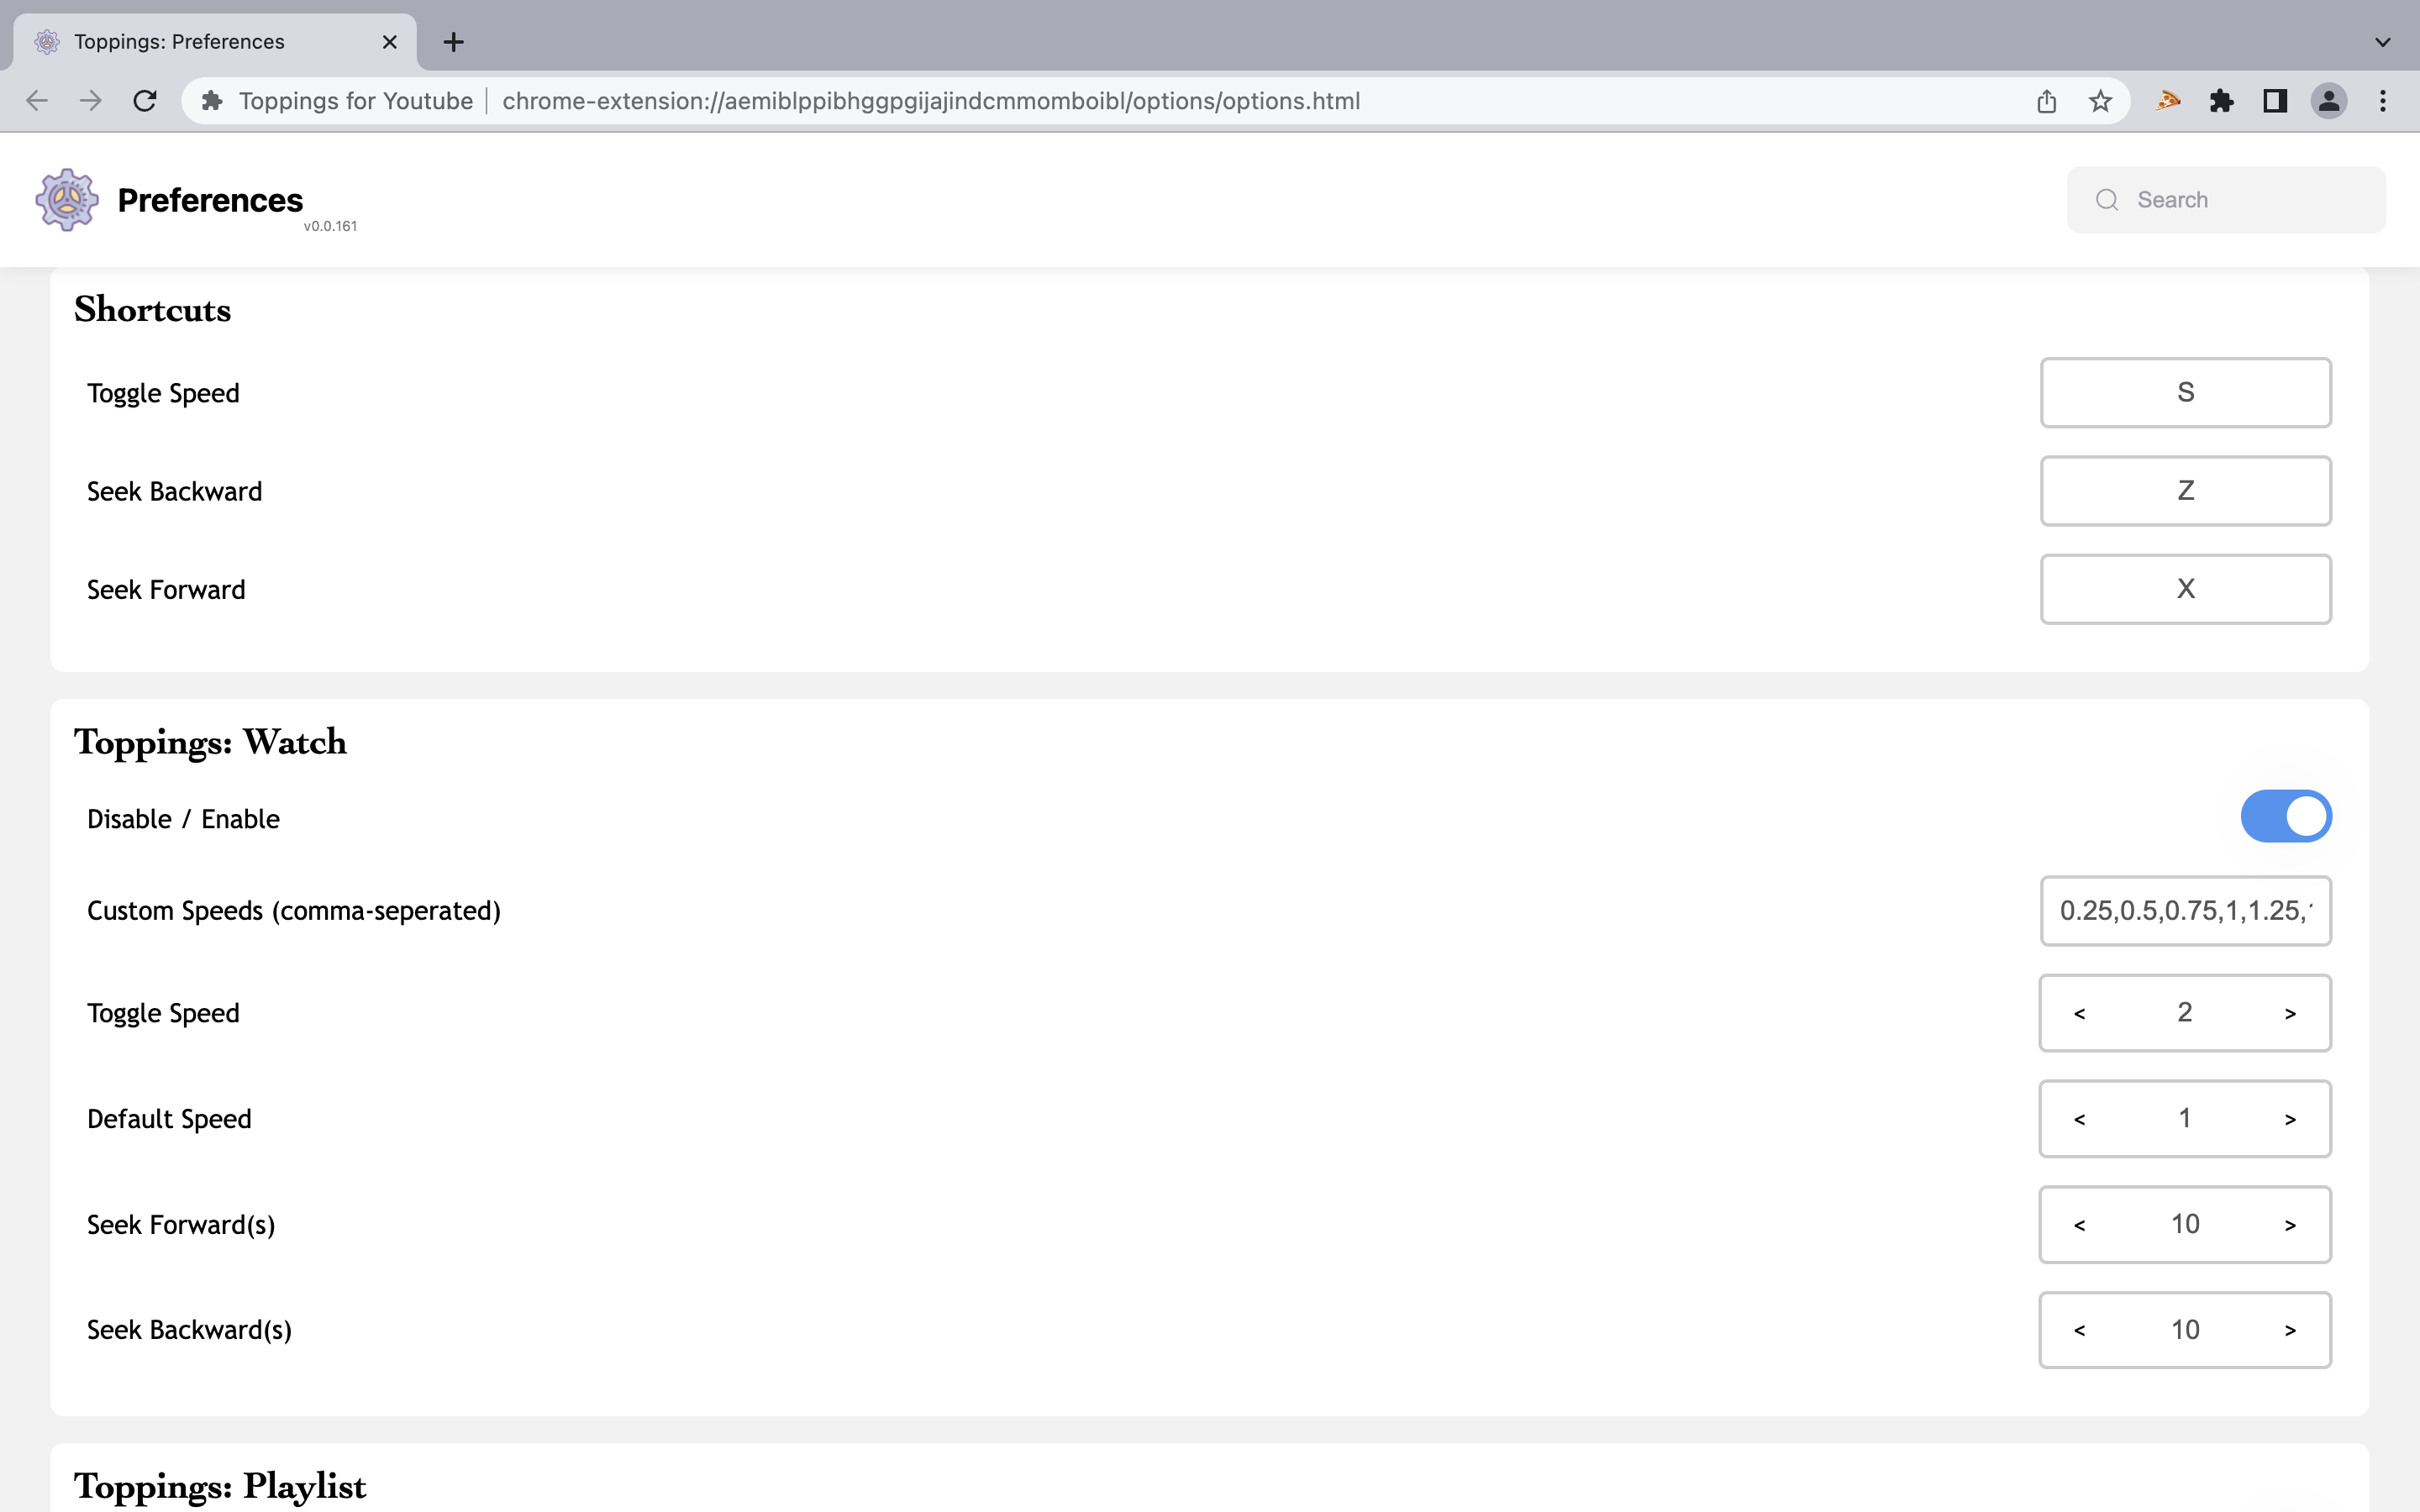 Toppings: Preferences
Toppings for Youtube | chrome-extension://aemiblppibhggpgijajindcmmomboibl/options/options.html
Preferences
v0.0.161
Search
Shortcuts
Toggle Speed S
Seek Backward Z
Seek Forward X
Toppings: Watch
Disable / Enable
Custom Speeds (comma-seperated) 0.25,0.5,0.75,1,1.25,
Toggle Speed < 2 >
Default Speed < 1 >
Seek Forward(s) < 10 >
Seek Backward(s) < 10 >
Toppings: Playlist